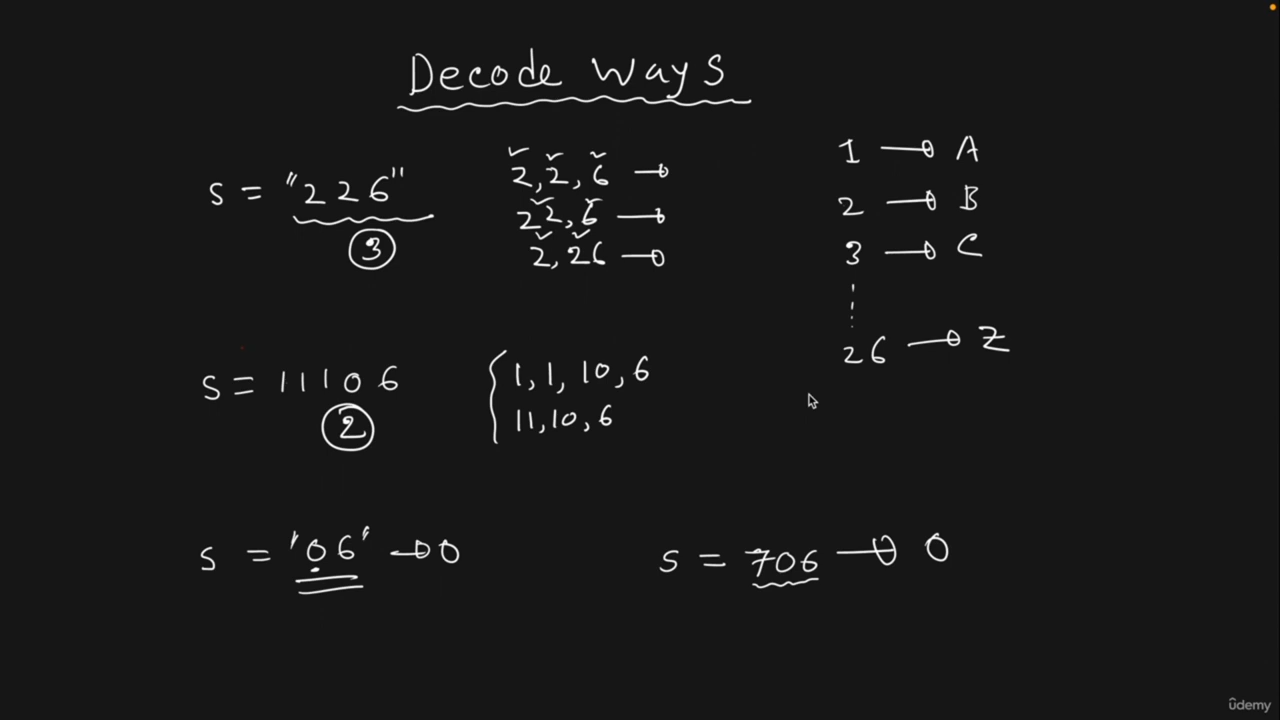 Decode Ways
s = "226"
3
2, 2, 6
22, 6
2, 26
1 → A
2 → B
3 → C
26 → Z
s = 11106
2
1, 1, 10, 6
11, 10, 6
s = '06' → 0
s = 706 → 0
ûdemy